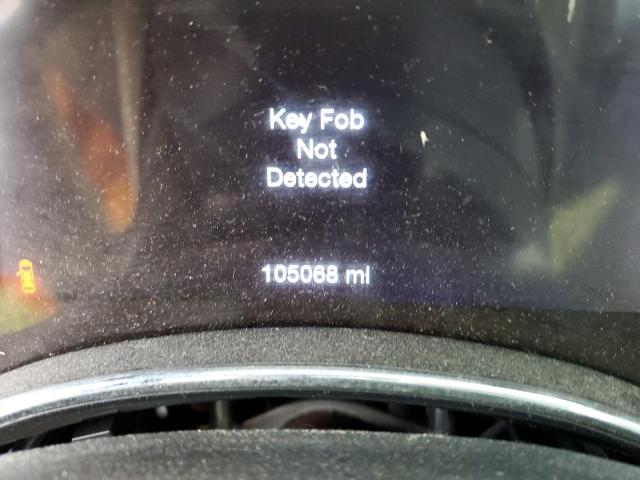 Key Fob
Not
Detected
105068 mi